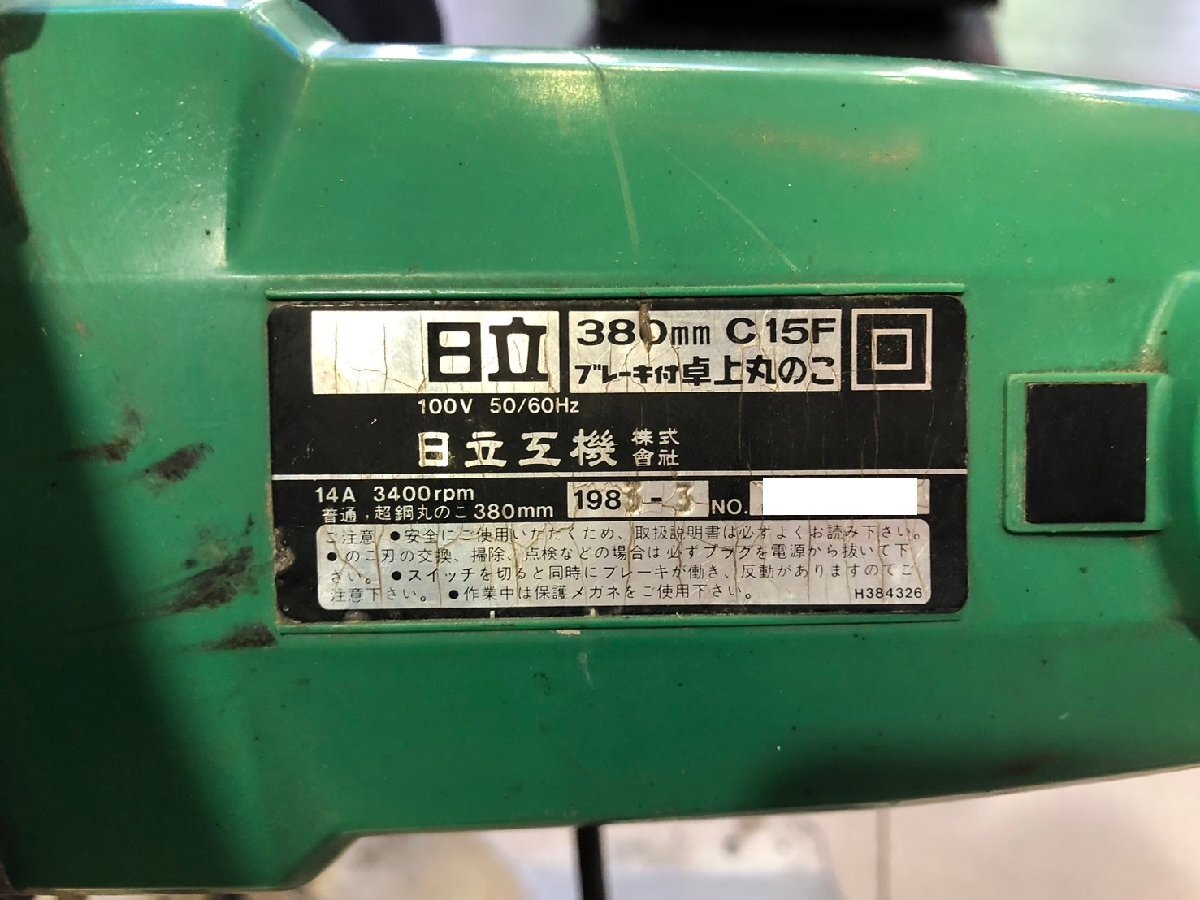 日立 380mm C15F
ブレーキ付卓上丸のこ
100V 50/60Hz
日立工機 株式會社
14A 3400rpm
普通,超鋼丸のこ 380mm
1983-3 NO.
ご注意 ●安全にご使用いただくため、取扱説明書は必ずよくお読み下さい。
●のこ刃の交換、掃除、点検などの場合は必ずプラグを電源から抜いて下
さい。●スイッチを切ると同時にブレーキが働き、反動がありますのでご
注意下さい。●作業中は保護メガネをご使用下さい。 H384326